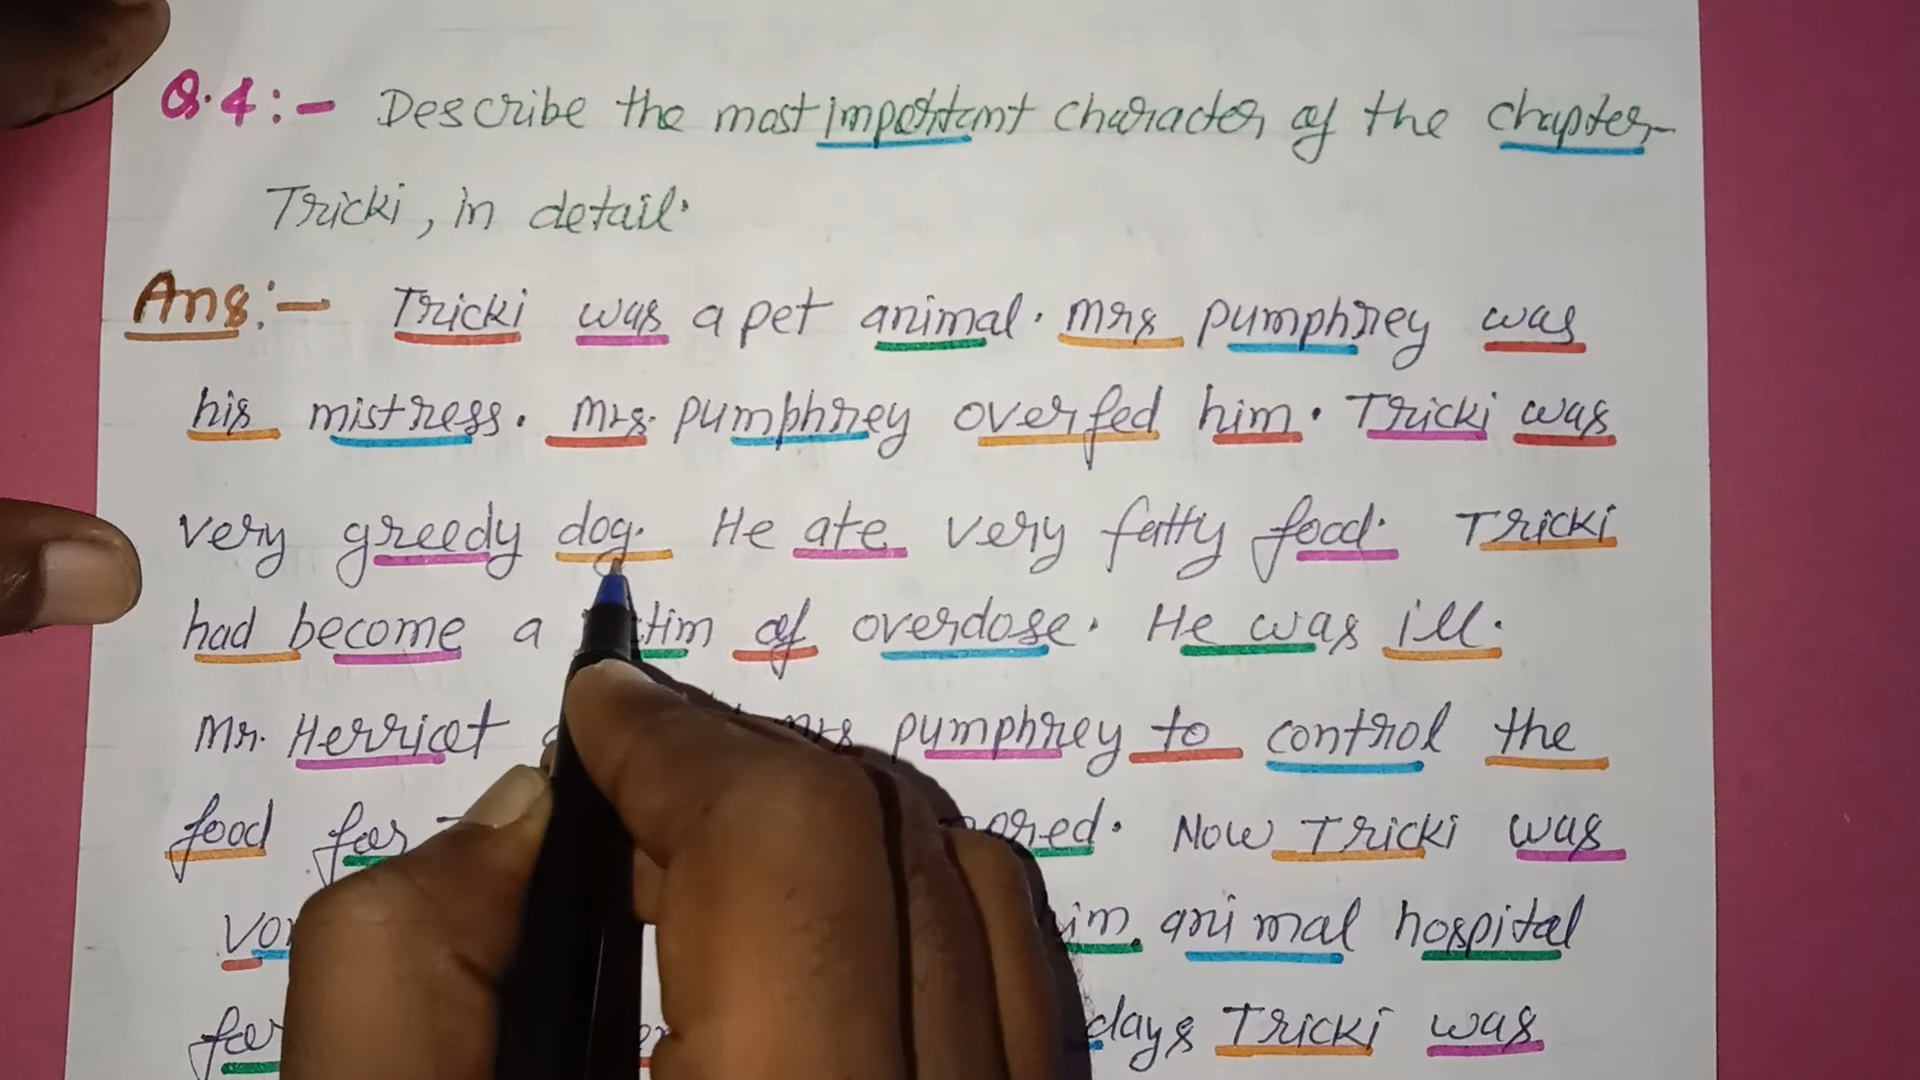 Q.4:- Describe the most important character of the chapter-
Tricki, in detail.
Ans:- Tricki was a pet animal. Mrs pumphrey was
his mistress. Mrs. pumphrey overfed him. Tricki was
very greedy dog. He ate very fatty food. Tricki
had become a of overdose. He was ill.
Mr. Herriot Mrs pumphrey to control the
food for Now Tricki was
animal hospital
for days Tricki was